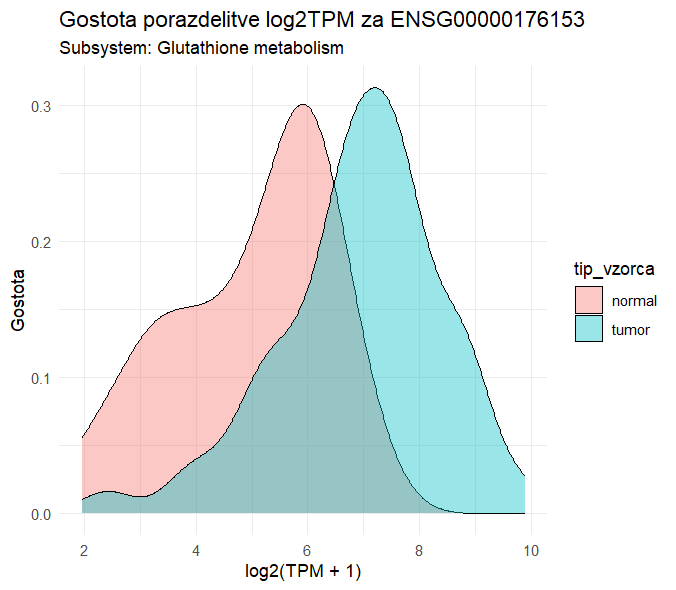 Gostota porazdelitve log2TPM za ENSG00000176153
Subsystem: Glutathione metabolism
0.3
0.2
0.1
0.0
Gostota
2 4 6 8 10
log2(TPM + 1)
tip_vzorca
normal
tumor